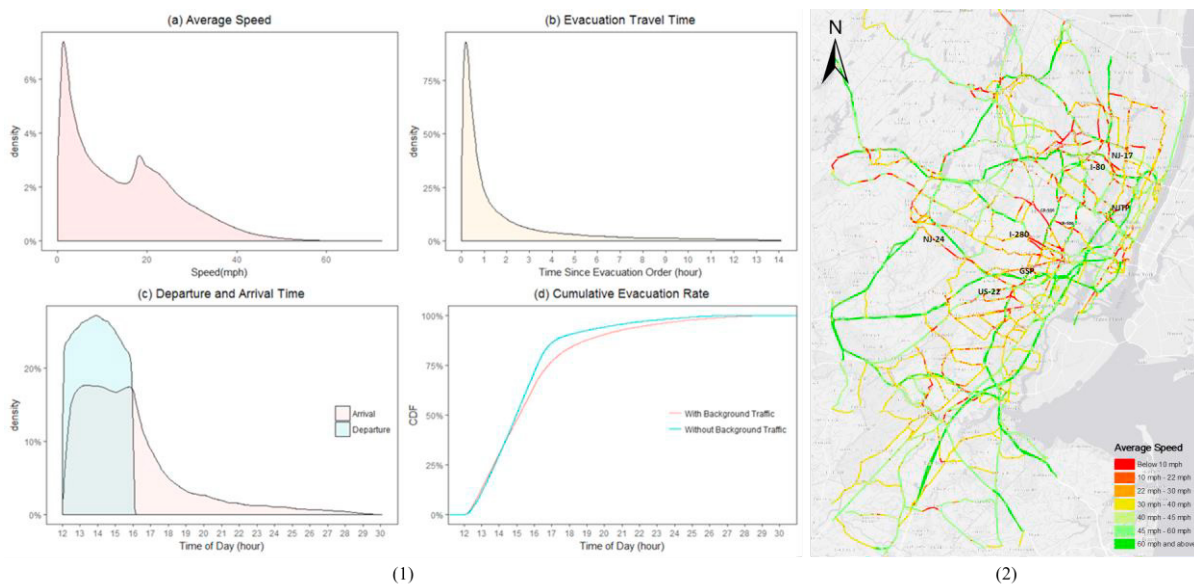 (a) Average Speed
6%
4%
2%
0%
density
0
20
40
60
Speed(mph)
(b) Evacuation Travel Time
75%
50%
25%
0%
density
0 1 2 3 4 5 6 7 8 9 10 11 12 13 14
Time Since Evacuation Order (hour)
(c) Departure and Arrival Time
20%
10%
0%
density
Arrival
Departure
12 13 14 15 16 17 18 19 20 21 22 23 24 25 26 27 28 29 30
Time of Day (hour)
(d) Cumulative Evacuation Rate
100%
75%
50%
25%
0%
CDF
With Background Traffic
Without Background Traffic
12 13 14 15 16 17 18 19 20 21 22 23 24 25 26 27 28 29 30
Time of Day (hour)
(1)
N
NJ-17
I-80
NJTP
I-280
NJ-24
GSP
US-22
Average Speed
Below 10 mph
10 mph - 22 mph
22 mph - 30 mph
30 mph - 40 mph
40 mph - 45 mph
45 mph - 60 mph
60 mph and above
(2)